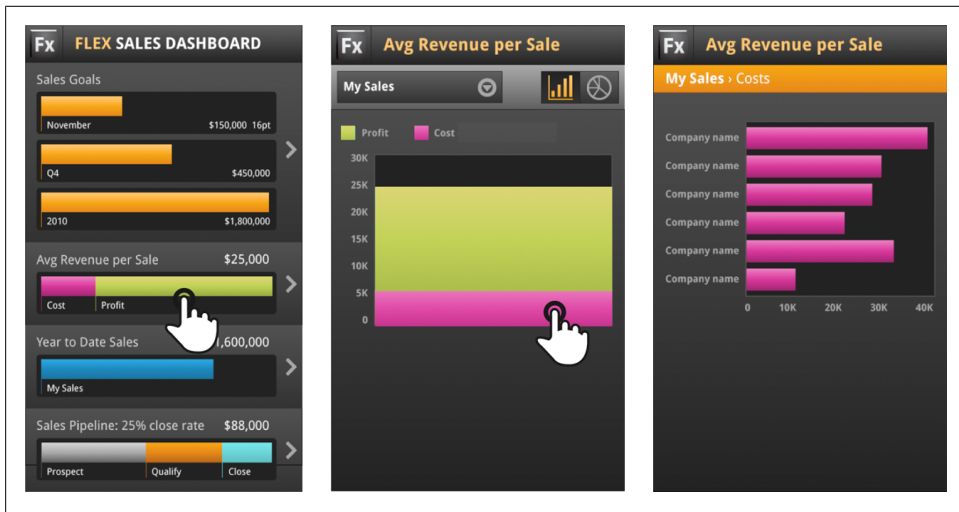 Fx FLEX SALES DASHBOARD
Sales Goals
November $150,000 16pt
Q4 $450,000
2010 $1,800,000
Avg Revenue per Sale $25,000
Cost Profit
Year to Date Sales 1,600,000
My Sales
Sales Pipeline: 25% close rate $88,000
Prospect Qualify Close
Fx Avg Revenue per Sale
My Sales
Profit Cost
30K
25K
20K
15K
10K
5K
0
Fx Avg Revenue per Sale
My Sales › Costs
Company name
Company name
Company name
Company name
Company name
Company name
0 10K 20K 30K 40K